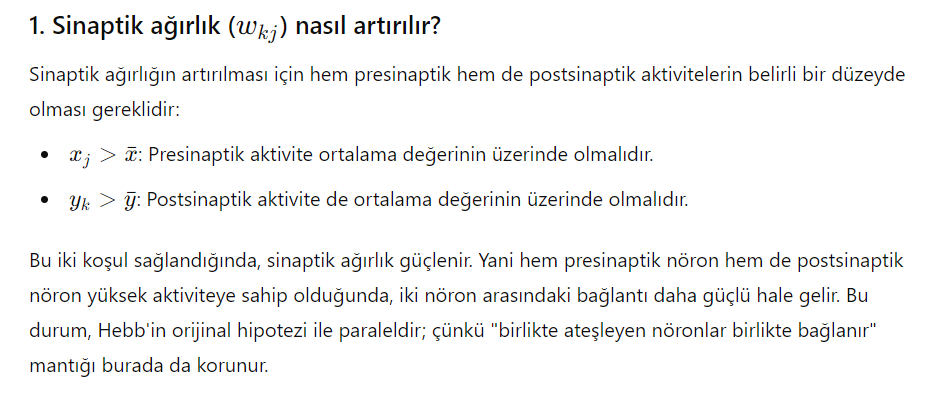 1. Sinaptik ağırlık (w_{kj}) nasıl artırılır?
Sinaptik ağırlığın artırılması için hem presinaptik hem de postsinaptik aktivitelerin belirli bir düzeyde
olması gereklidir:
• x_j > x̄: Presinaptik aktivite ortalama değerinin üzerinde olmalıdır.
• y_k > ȳ: Postsinaptik aktivite de ortalama değerinin üzerinde olmalıdır.
Bu iki koşul sağlandığında, sinaptik ağırlık güçlenir. Yani hem presinaptik nöron hem de postsinaptik
nöron yüksek aktiviteye sahip olduğunda, iki nöron arasındaki bağlantı daha güçlü hale gelir. Bu
durum, Hebb'in orijinal hipotezi ile paraleldir; çünkü "birlikte ateşleyen nöronlar birlikte bağlanır"
mantığı burada da korunur.